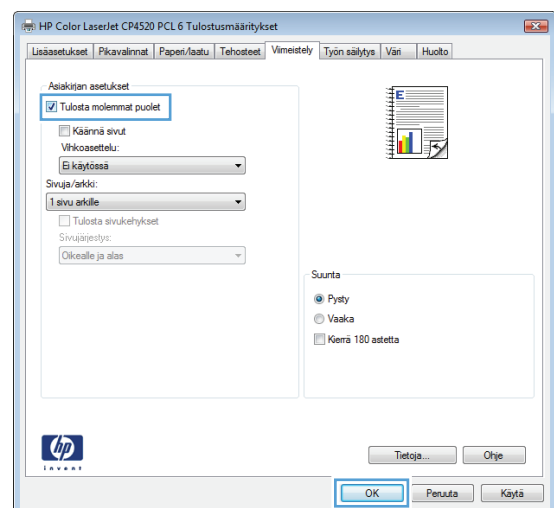 HP Color LaserJet CP4520 PCL 6 Tulostusmääritykset
Lisäasetukset Pikavalinnat Paperi/laatu Tehosteet Viimeistely Työn säilytys Väri Huolto
Asiakirjan asetukset
Tulosta molemmat puolet
Käännä sivut
Vihkoasettelu:
Ei käytössä
Sivuja/arkki:
1 sivu arkille
Tulosta sivukehykset
Sivujärjestys:
Oikealle ja alas
E
Suunta
Pysty
Vaaka
Kierrä 180 astetta
hp
invent
Tietoja... Ohje
OK Peruuta Käytä